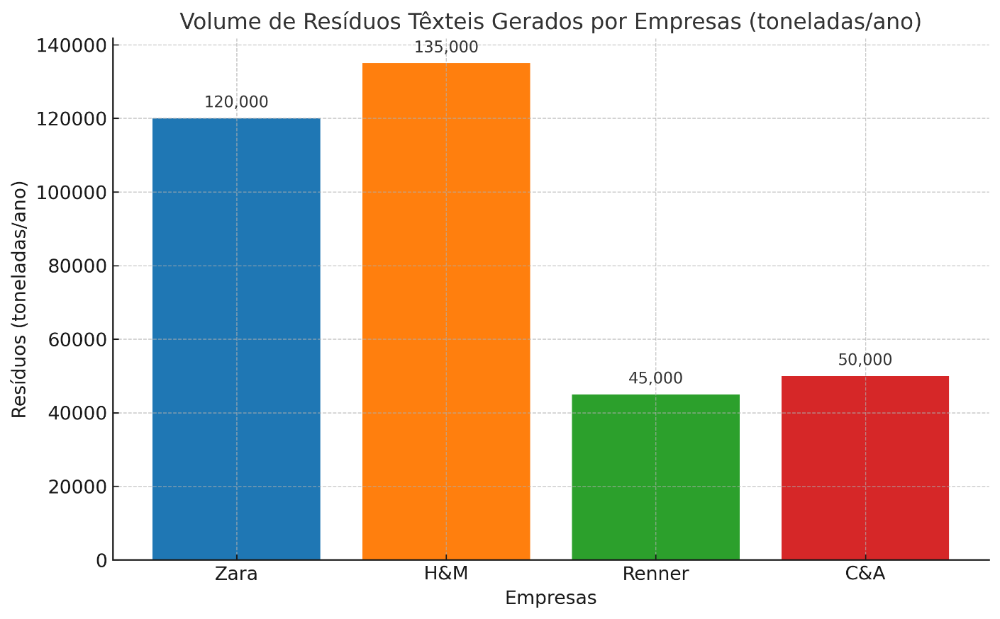 Volume de Resíduos Têxteis Gerados por Empresas (toneladas/ano)
Resíduos (toneladas/ano)
140000
120000
100000
80000
60000
40000
20000
0
120,000
135,000
45,000
50,000
Zara
H&M
Renner
C&A
Empresas